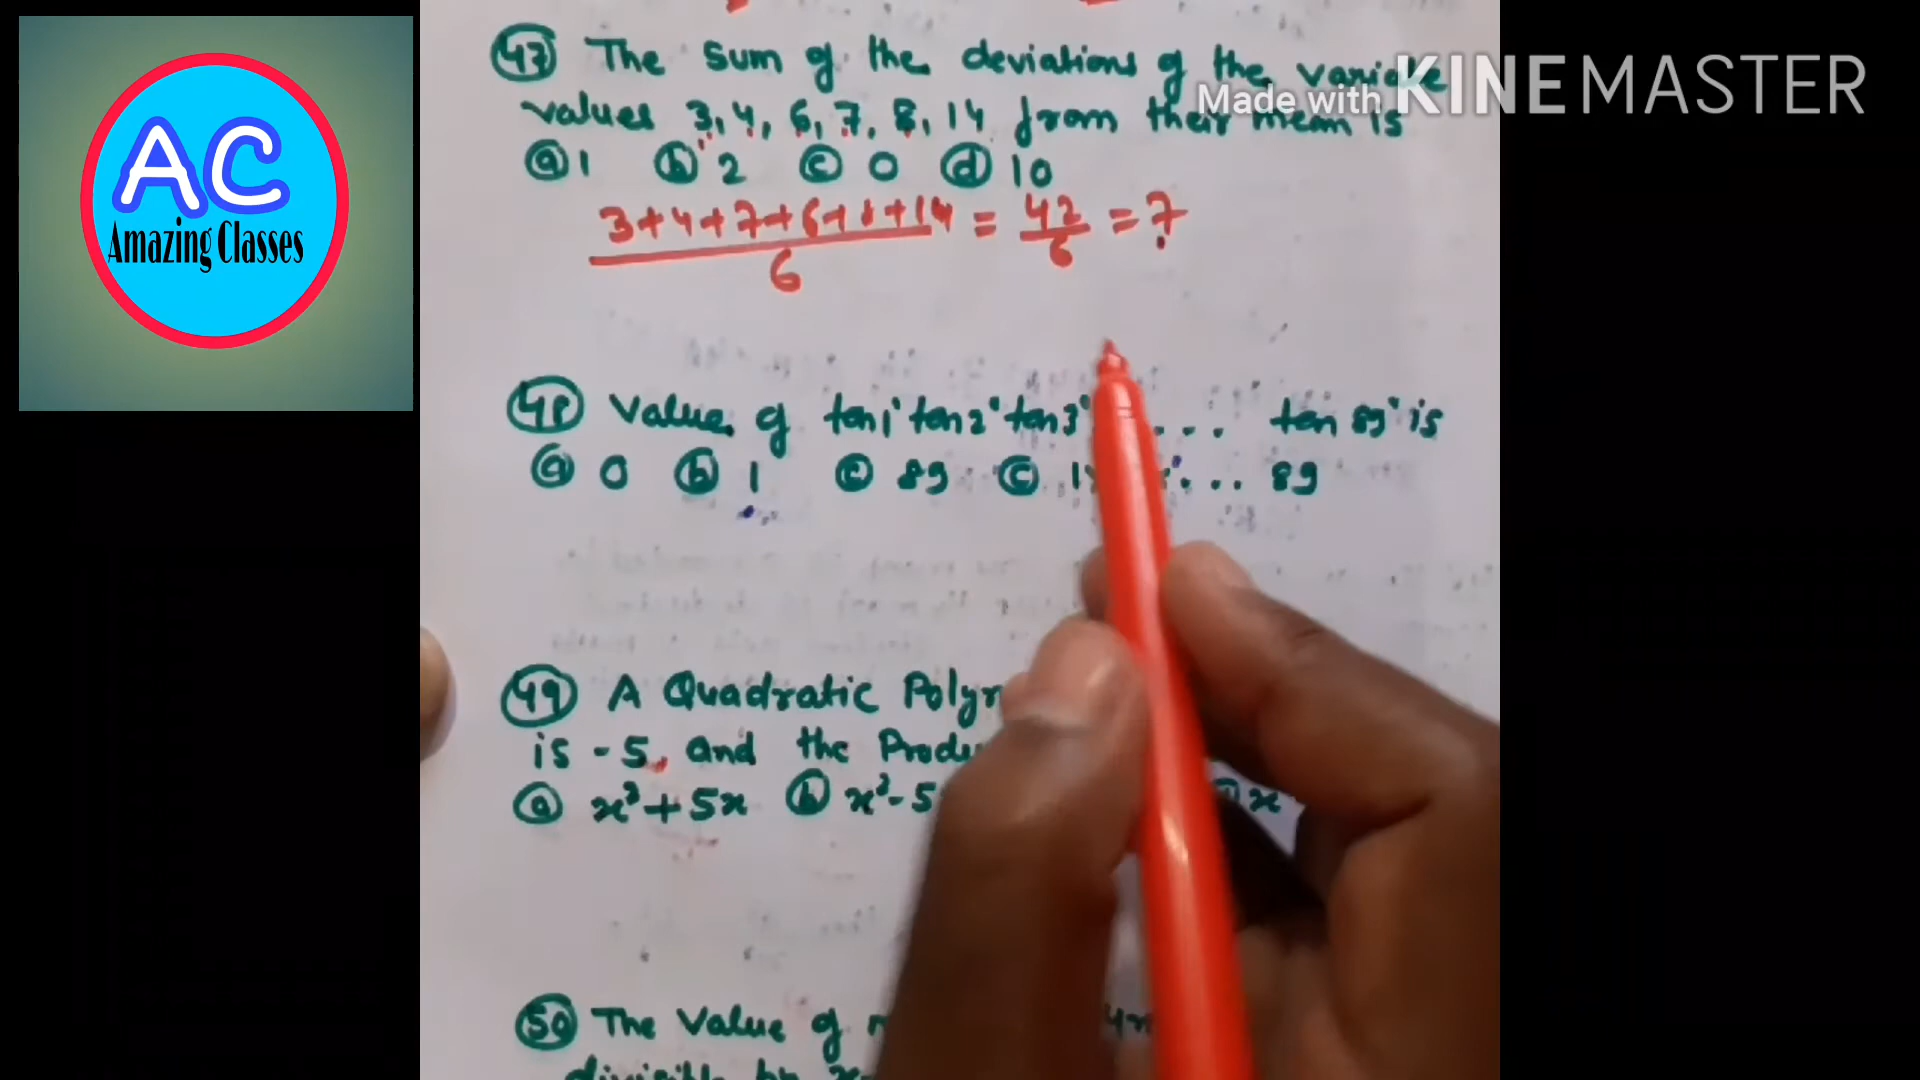 AC
Amazing Classes
Made with KINEMASTER
47 The sum of the deviations of the
values 3, 4, 6, 7, 8, 14 from their mean is
a 1 b 2 c 0 d 10
3+4+7+6+8+14 = 42 = 7
6 6
48 Value of tan1° tan2° tan3° ... tan 89° is
a 0 b 1 c 89 c 1 ... 89
49 A Quadratic
is -5, and the
a x²+5x b x²-5 x
50 The Value of
divisible by